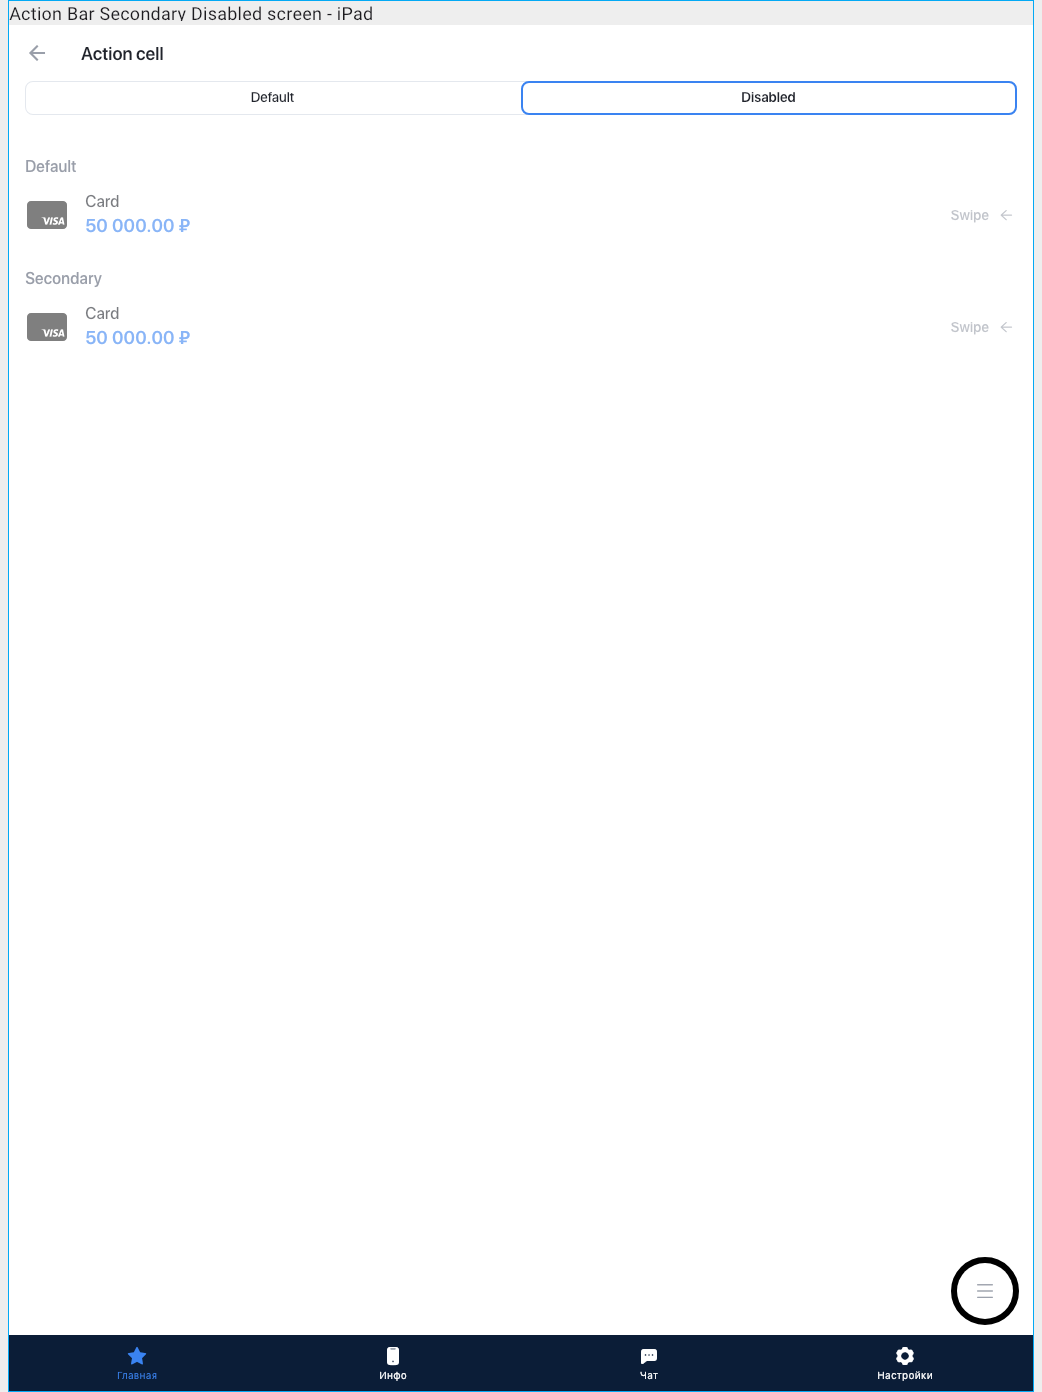 Action Bar Secondary Disabled screen - iPad
Action cell
Default
Disabled
Default
VISA
Card
50 000.00 ₽
Swipe
Secondary
VISA
Card
50 000.00 ₽
Swipe
Главная
Инфо
Чат
Настройки